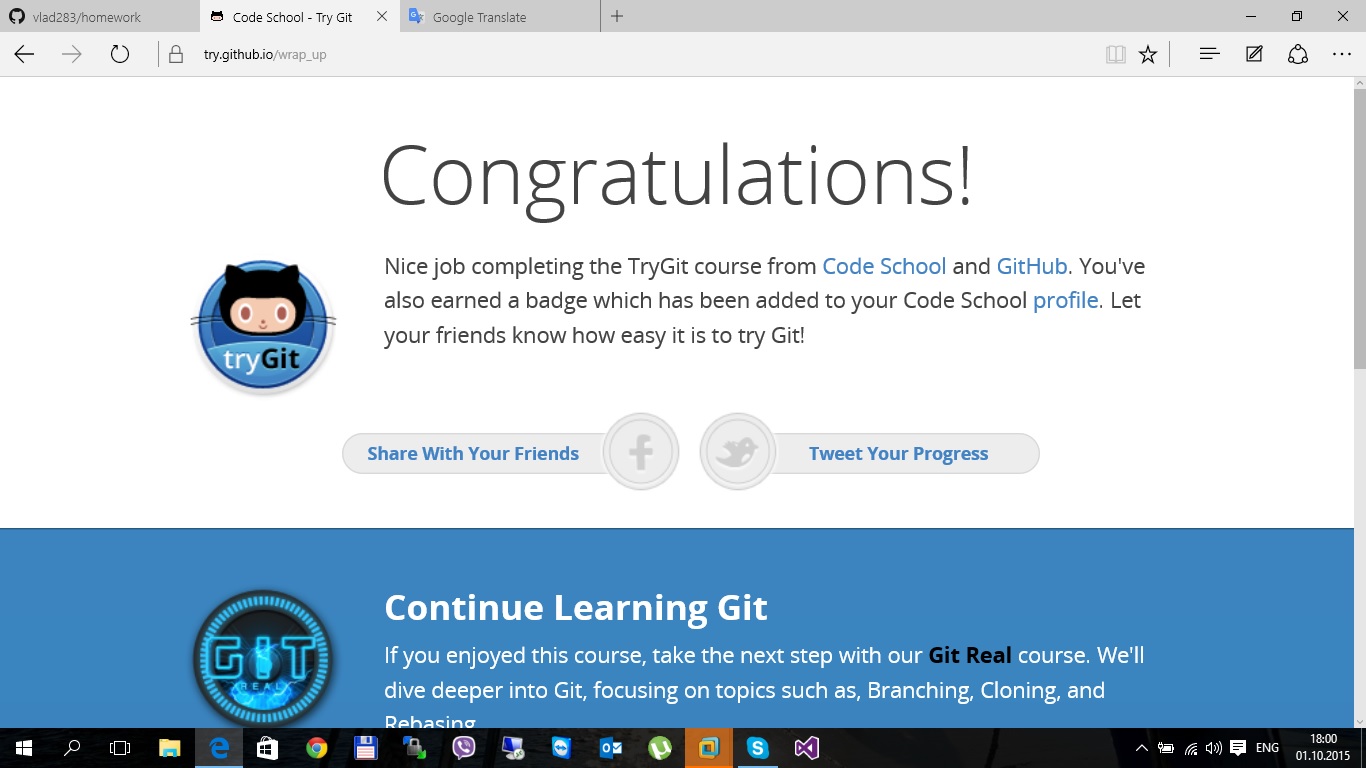 vlad283/homework
Code School - Try Git
Google Translate
try.github.io/wrap_up
Congratulations!
Nice job completing the TryGit course from Code School and GitHub. You've
also earned a badge which has been added to your Code School profile. Let
your friends know how easy it is to try Git!
tryGit
Share With Your Friends
Tweet Your Progress
Continue Learning Git
If you enjoyed this course, take the next step with our Git Real course. We'll
dive deeper into Git, focusing on topics such as, Branching, Cloning, and
Rebasing
GIT
REAL
ENG
18:00
01.10.2015